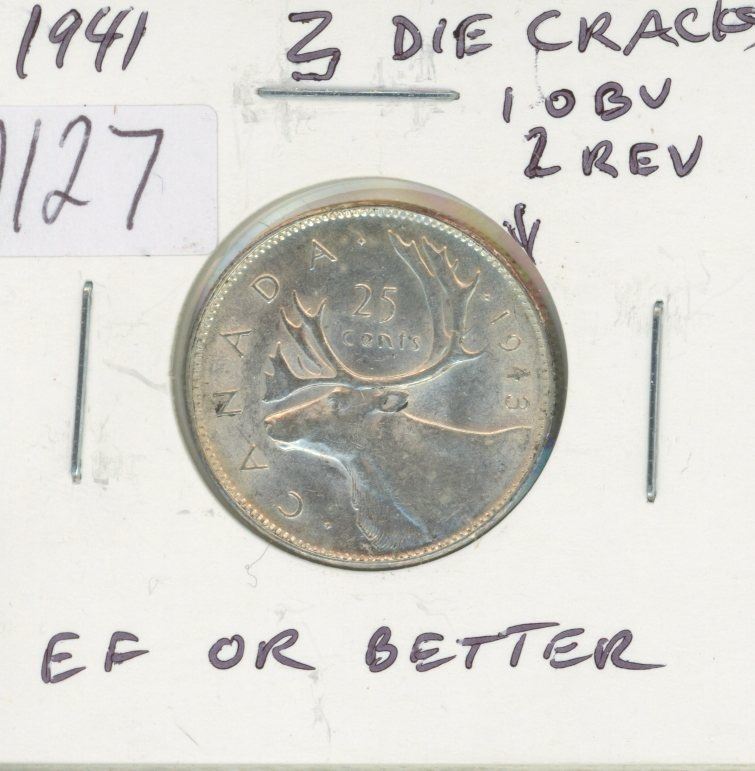 1941 3 DIE CRACKS
1 OBV
2 REV
127
CANADA
25
cents
1943
EF OR BETTER